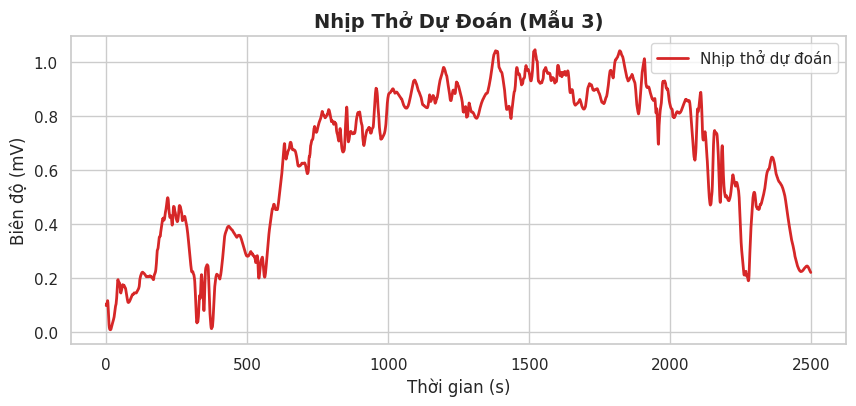 Nhịp Thở Dự Đoán (Mẫu 3)
Nhịp thở dự đoán
Biên độ (mV)
1.0
0.8
0.6
0.4
0.2
0.0
0 500 1000 1500 2000 2500
Thời gian (s)